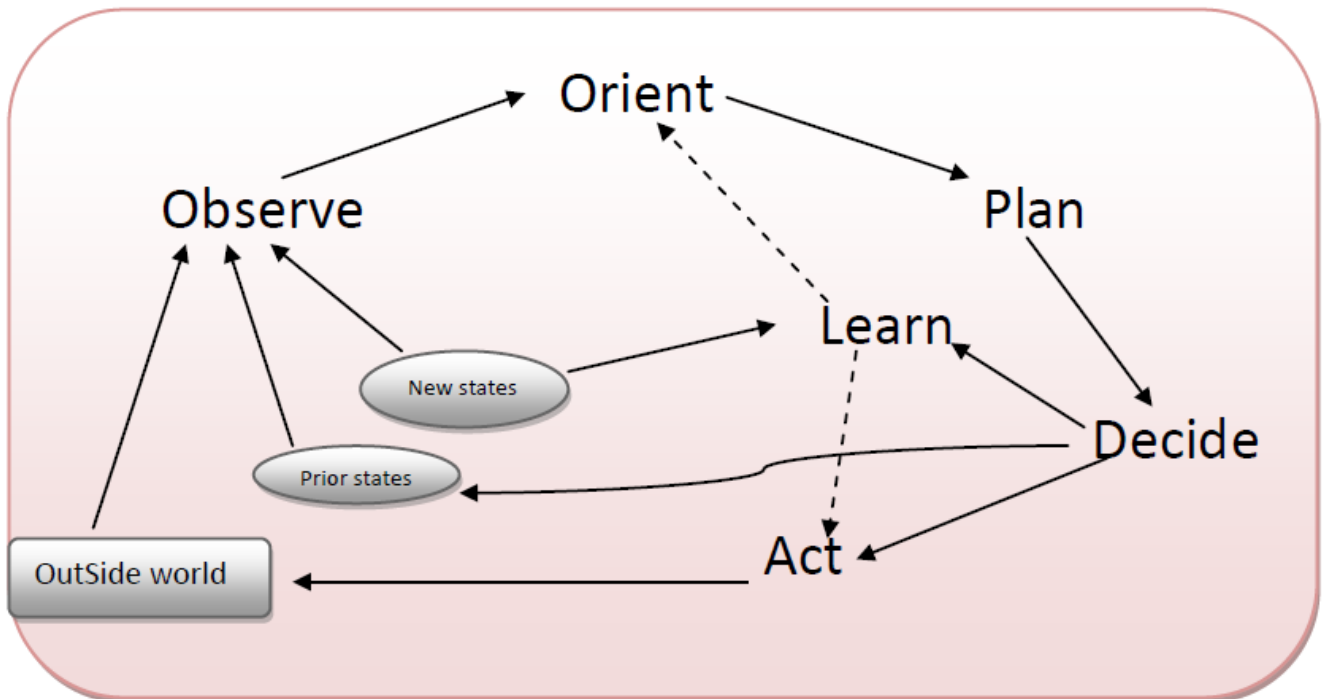 Orient
Observe
Plan
Learn
New states
Decide
Prior states
Act
OutSide world